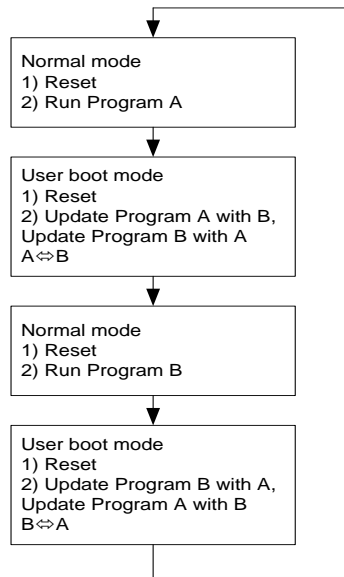 Normal mode
1) Reset
2) Run Program A
User boot mode
1) Reset
2) Update Program A with B,
Update Program B with A
A⇔B
Normal mode
1) Reset
2) Run Program B
User boot mode
1) Reset
2) Update Program B with A,
Update Program A with B
B⇔A